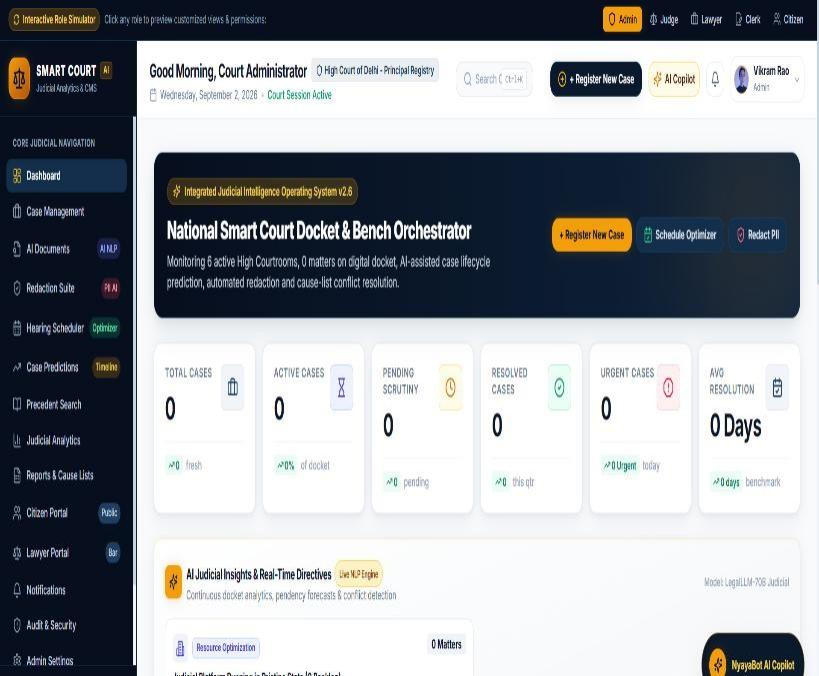 Interactive Role Simulator Click any role to preview customized views & permissions:
Admin Judge Lawyer Clerk Citizen
SMART COURT AI
Judicial Analytics & CMS
CORE JUDICIAL NAVIGATION
Dashboard
Case Management
AI Documents AI NLP
Redaction Suite PII AI
Hearing Scheduler Optimizer
Case Predictions Timeline
Precedent Search
Judicial Analytics
Reports & Cause Lists
Citizen Portal Public
Lawyer Portal Bar
Notifications
Audit & Security
Admin Settings
Good Morning, Court Administrator High Court of Delhi - Principal Registry
Wednesday, September 2, 2026 • Court Session Active
Search C Ctrl+K
+ Register New Case
AI Copilot
Vikram Rao
Admin
Integrated Judicial Intelligence Operating System v2.6
National Smart Court Docket & Bench Orchestrator
Monitoring 6 active High Courtrooms, 0 matters on digital docket, AI-assisted case lifecycle
prediction, automated redaction and cause-list conflict resolution.
+ Register New Case Schedule Optimizer Redact PII
TOTAL CASES
0
0 fresh
ACTIVE CASES
0
0% of docket
PENDING
SCRUTINY
0
0 pending
RESOLVED
CASES
0
0 this qtr
URGENT CASES
0
0 Urgent today
AVG
RESOLUTION
0 Days
0 days benchmark
AI Judicial Insights & Real-Time Directives Live NLP Engine
Continuous docket analytics, pendency forecasts & conflict detection
Model: LegalLLM-70B Judicial
Resource Optimization 0 Matters
NyayaBot AI Copilot